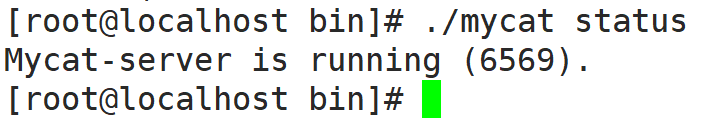 [root@localhost bin]# ./mycat status
Mycat-server is running (6569).
[root@localhost bin]#